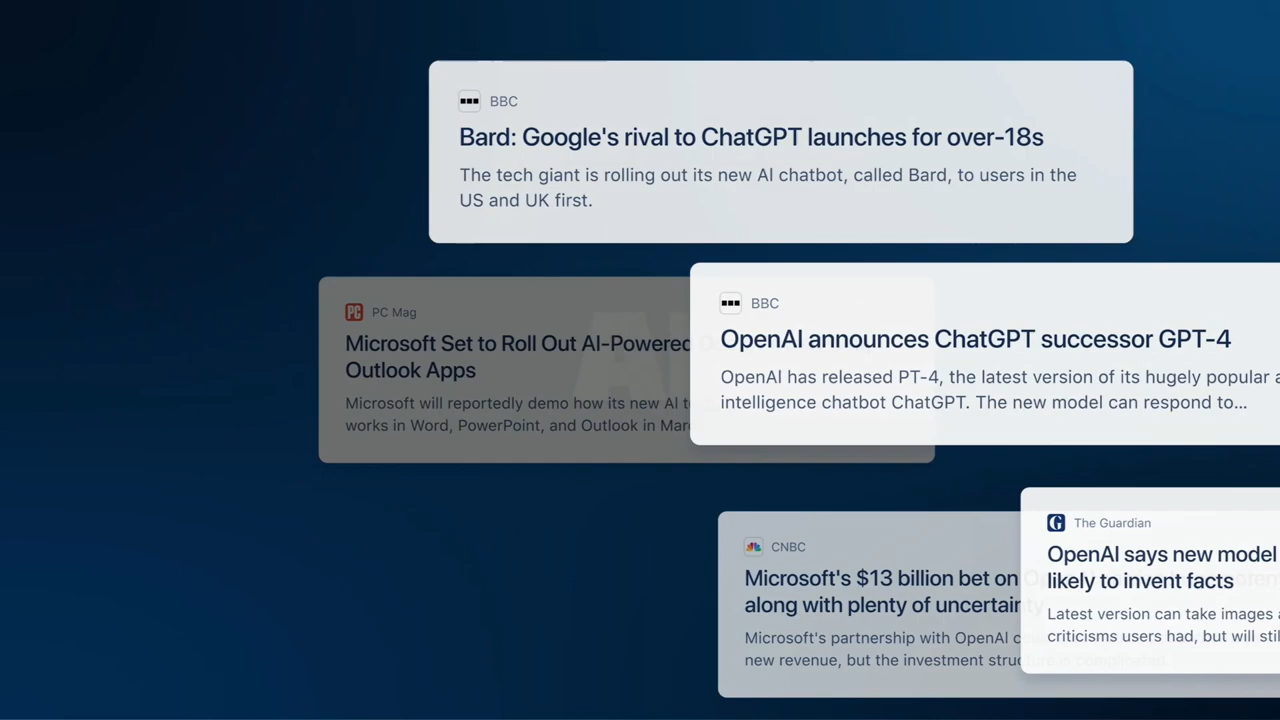 BBC
Bard: Google's rival to ChatGPT launches for over-18s
The tech giant is rolling out its new AI chatbot, called Bard, to users in the
US and UK first.
PC Mag
Microsoft Set to Roll Out AI-Powered
Outlook Apps
Microsoft will reportedly demo how its new AI
works in Word, PowerPoint, and Outlook in
BBC
OpenAI announces ChatGPT successor GPT-4
OpenAI has released PT-4, the latest version of its hugely popular
intelligence chatbot ChatGPT. The new model can respond to...
CNBC
Microsoft's $13 billion bet on
along with plenty of uncertainty
Microsoft's partnership with OpenAI
new revenue, but the investment structure is complicated
The Guardian
OpenAI says new model
likely to invent facts
Latest version can take images
criticisms users had, but will